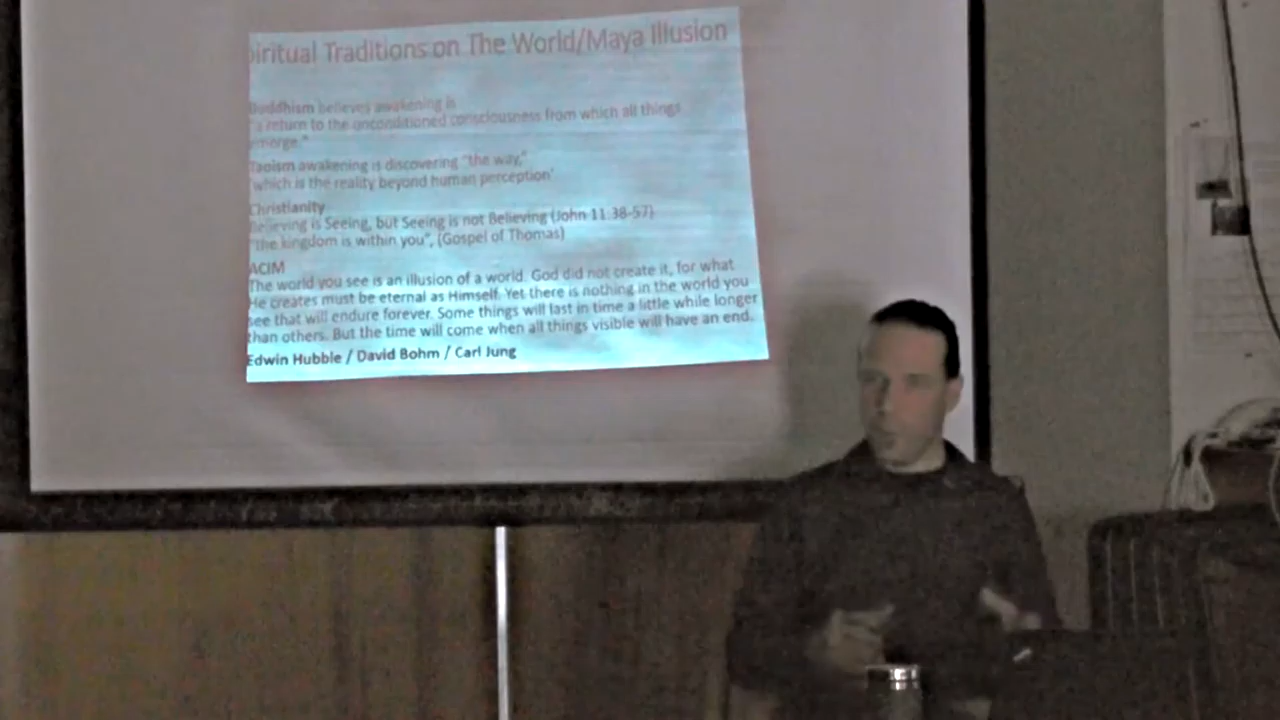 iritual Traditions on The World/Maya Illusion
Buddhism believes awakening is
"a return to the unconditioned consciousness from which all things
emerge."
Taoism awakening is discovering "the way,"
'which is the reality beyond human perception'
Christianity
Believing is Seeing, but Seeing is not Believing (John 11:38-57)
"the kingdom is within you", (Gospel of Thomas)
ACIM
The world you see is an illusion of a world. God did not create it, for what
He creates must be eternal as Himself. Yet there is nothing in the world you
see that will endure forever. Some things will last in time a little while longer
than others. But the time will come when all things visible will have an end.
Edwin Hubble / David Bohm / Carl Jung